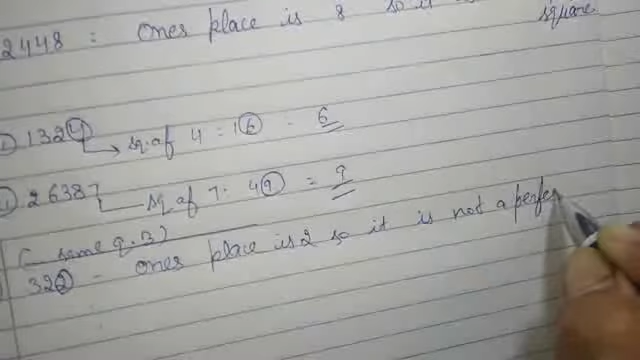 2448 : ones place is 8 so it
square
1324 → sq. of 4 = 16 = 6
26387 sq. of 7 = 49 = 9
( same q. 3)
322 - ones place is 2 so it is not a perfe